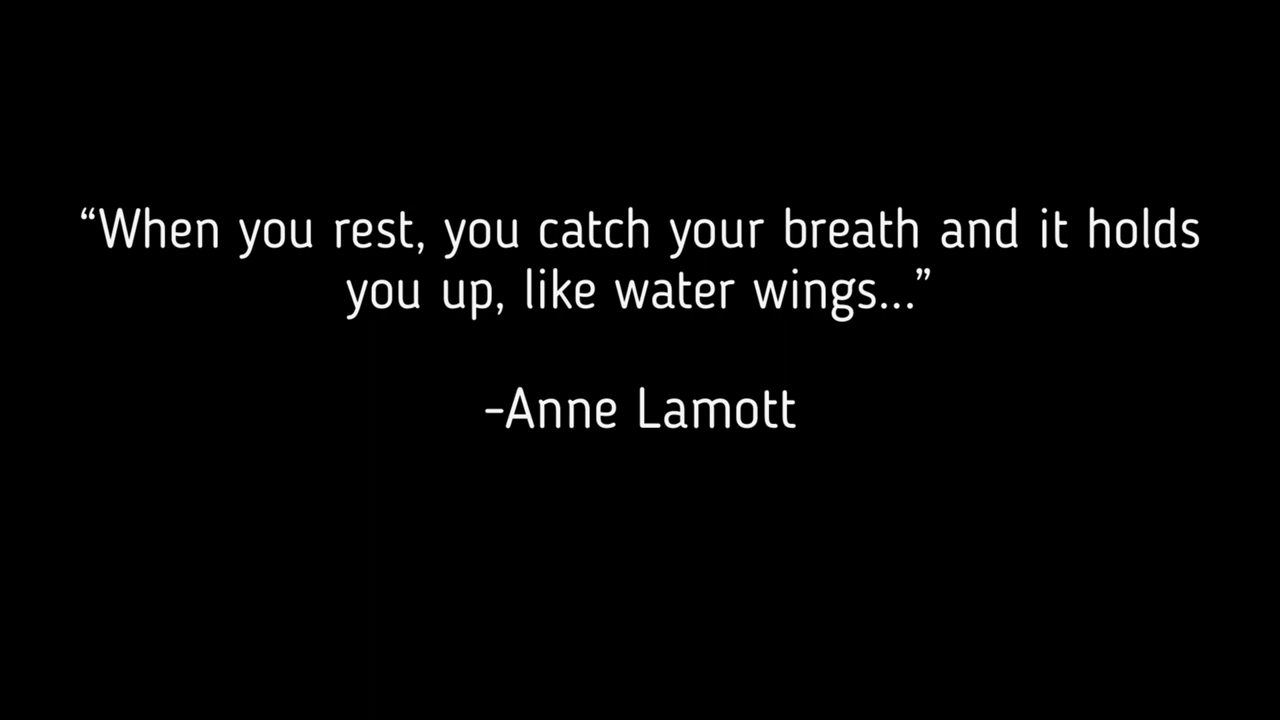 “When you rest, you catch your breath and it holds
you up, like water wings...”
-Anne Lamott